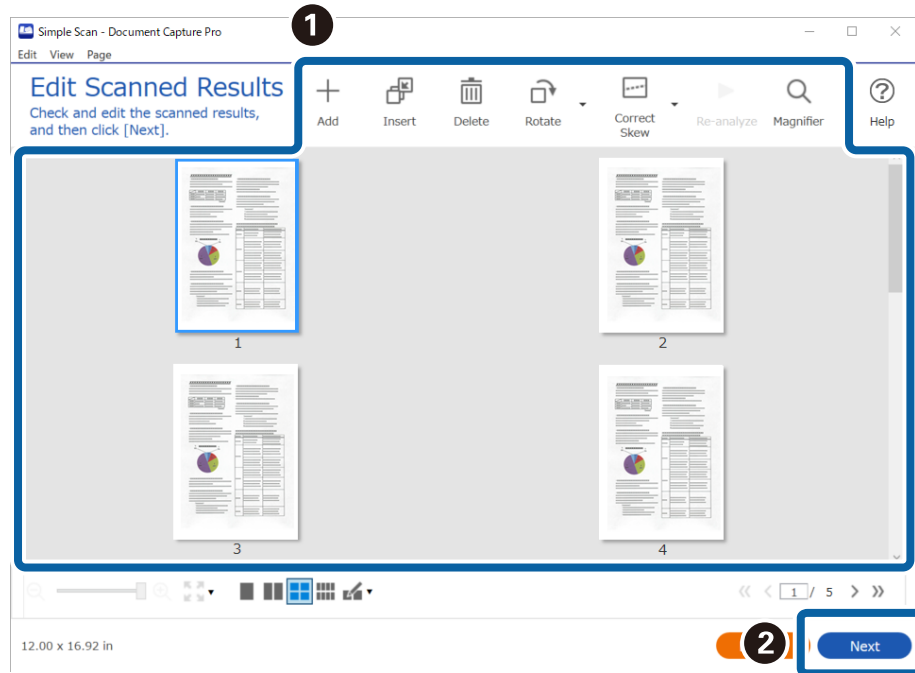 1
Simple Scan - Document Capture Pro
Edit View Page
Edit Scanned Results
Check and edit the scanned results,
and then click [Next].
Add
Insert
Delete
Rotate
Correct
Skew
Re-analyze
Magnifier
Help
1
2
3
4
1 / 5
12.00 x 16.92 in
2
Next